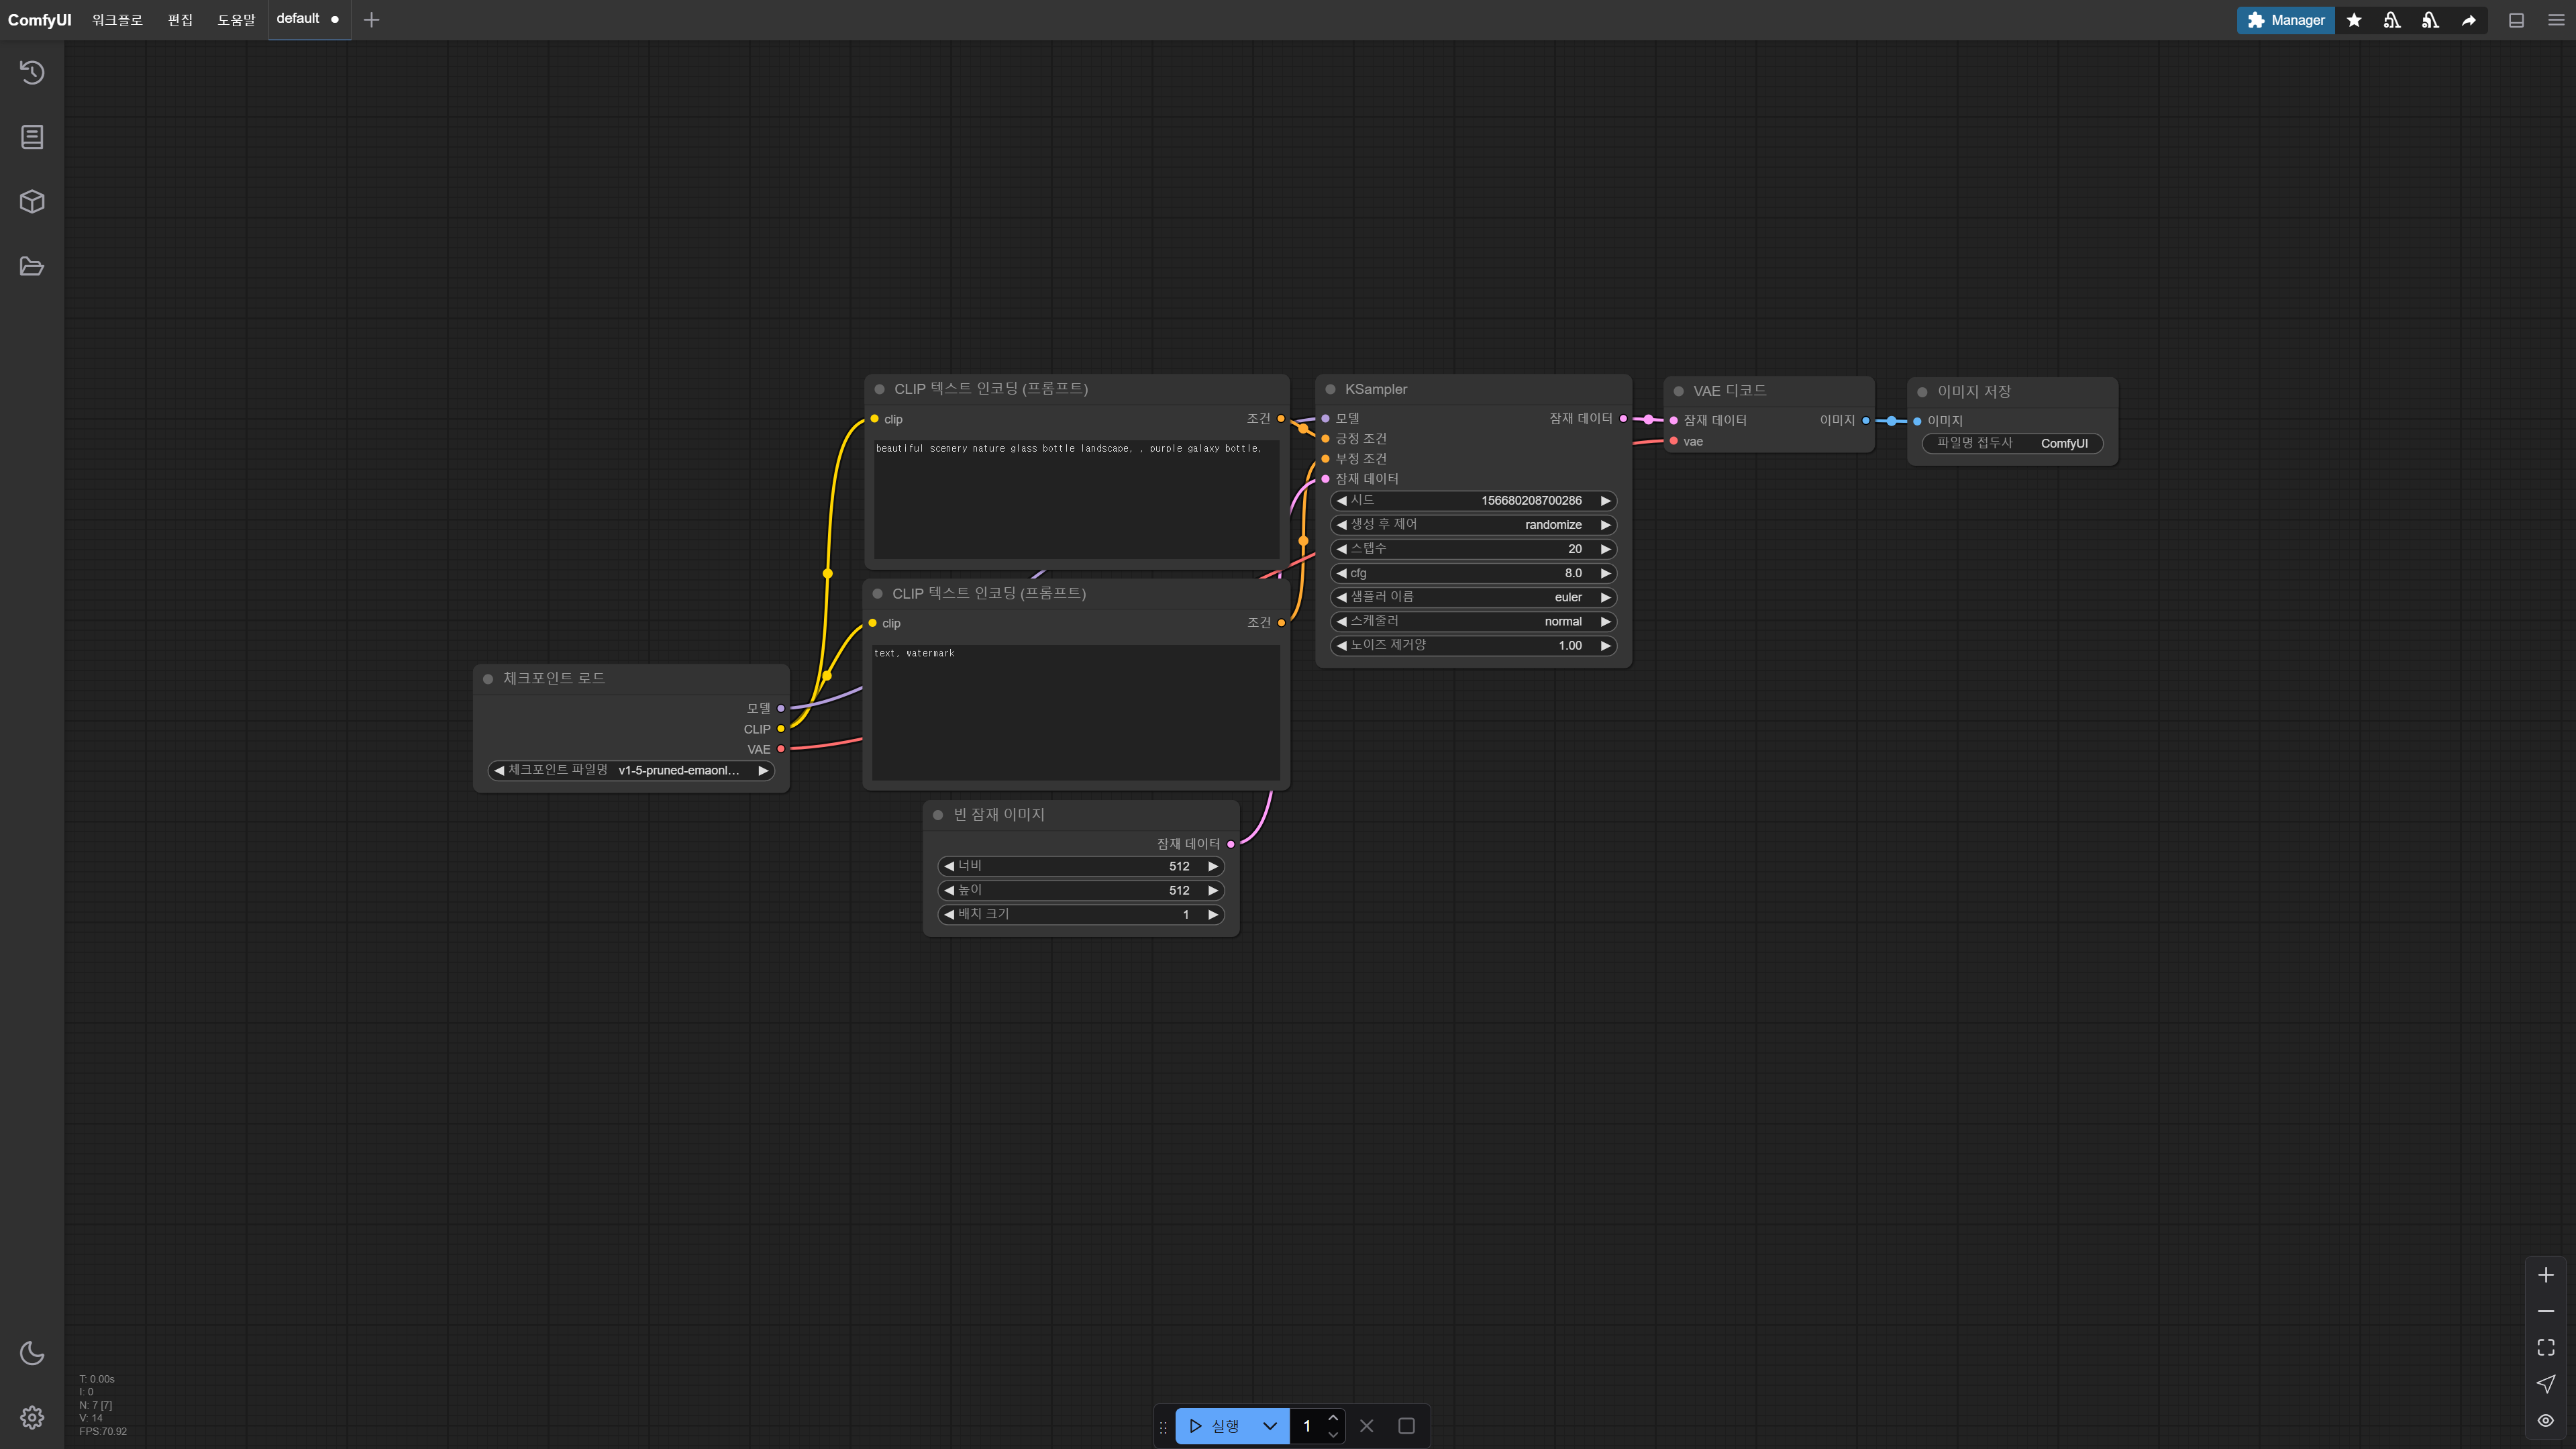 ComfyUI 워크플로 편집 도움말 default Manager
CLIP 텍스트 인코딩 (프롬프트)
clip 조건
beautiful scenery nature glass bottle landscape, , purple galaxy bottle,
KSampler
모델 잠재 데이터
긍정 조건
부정 조건
잠재 데이터
시드 156680208700286
생성 후 제어 randomize
스텝수 20
cfg 8.0
샘플러 이름 euler
스케줄러 normal
노이즈 제거양 1.00
VAE 디코드
잠재 데이터 이미지
vae
이미지 저장
이미지
파일명 접두사 ComfyUI
CLIP 텍스트 인코딩 (프롬프트)
clip 조건
text, watermark
체크포인트 로드
모델
CLIP
VAE
체크포인트 파일명 v1-5-pruned-emaonl...
빈 잠재 이미지
잠재 데이터
너비 512
높이 512
배치 크기 1
T: 0.00s
I: 0
N: 7 [7]
V: 14
FPS:70.92
실행 1